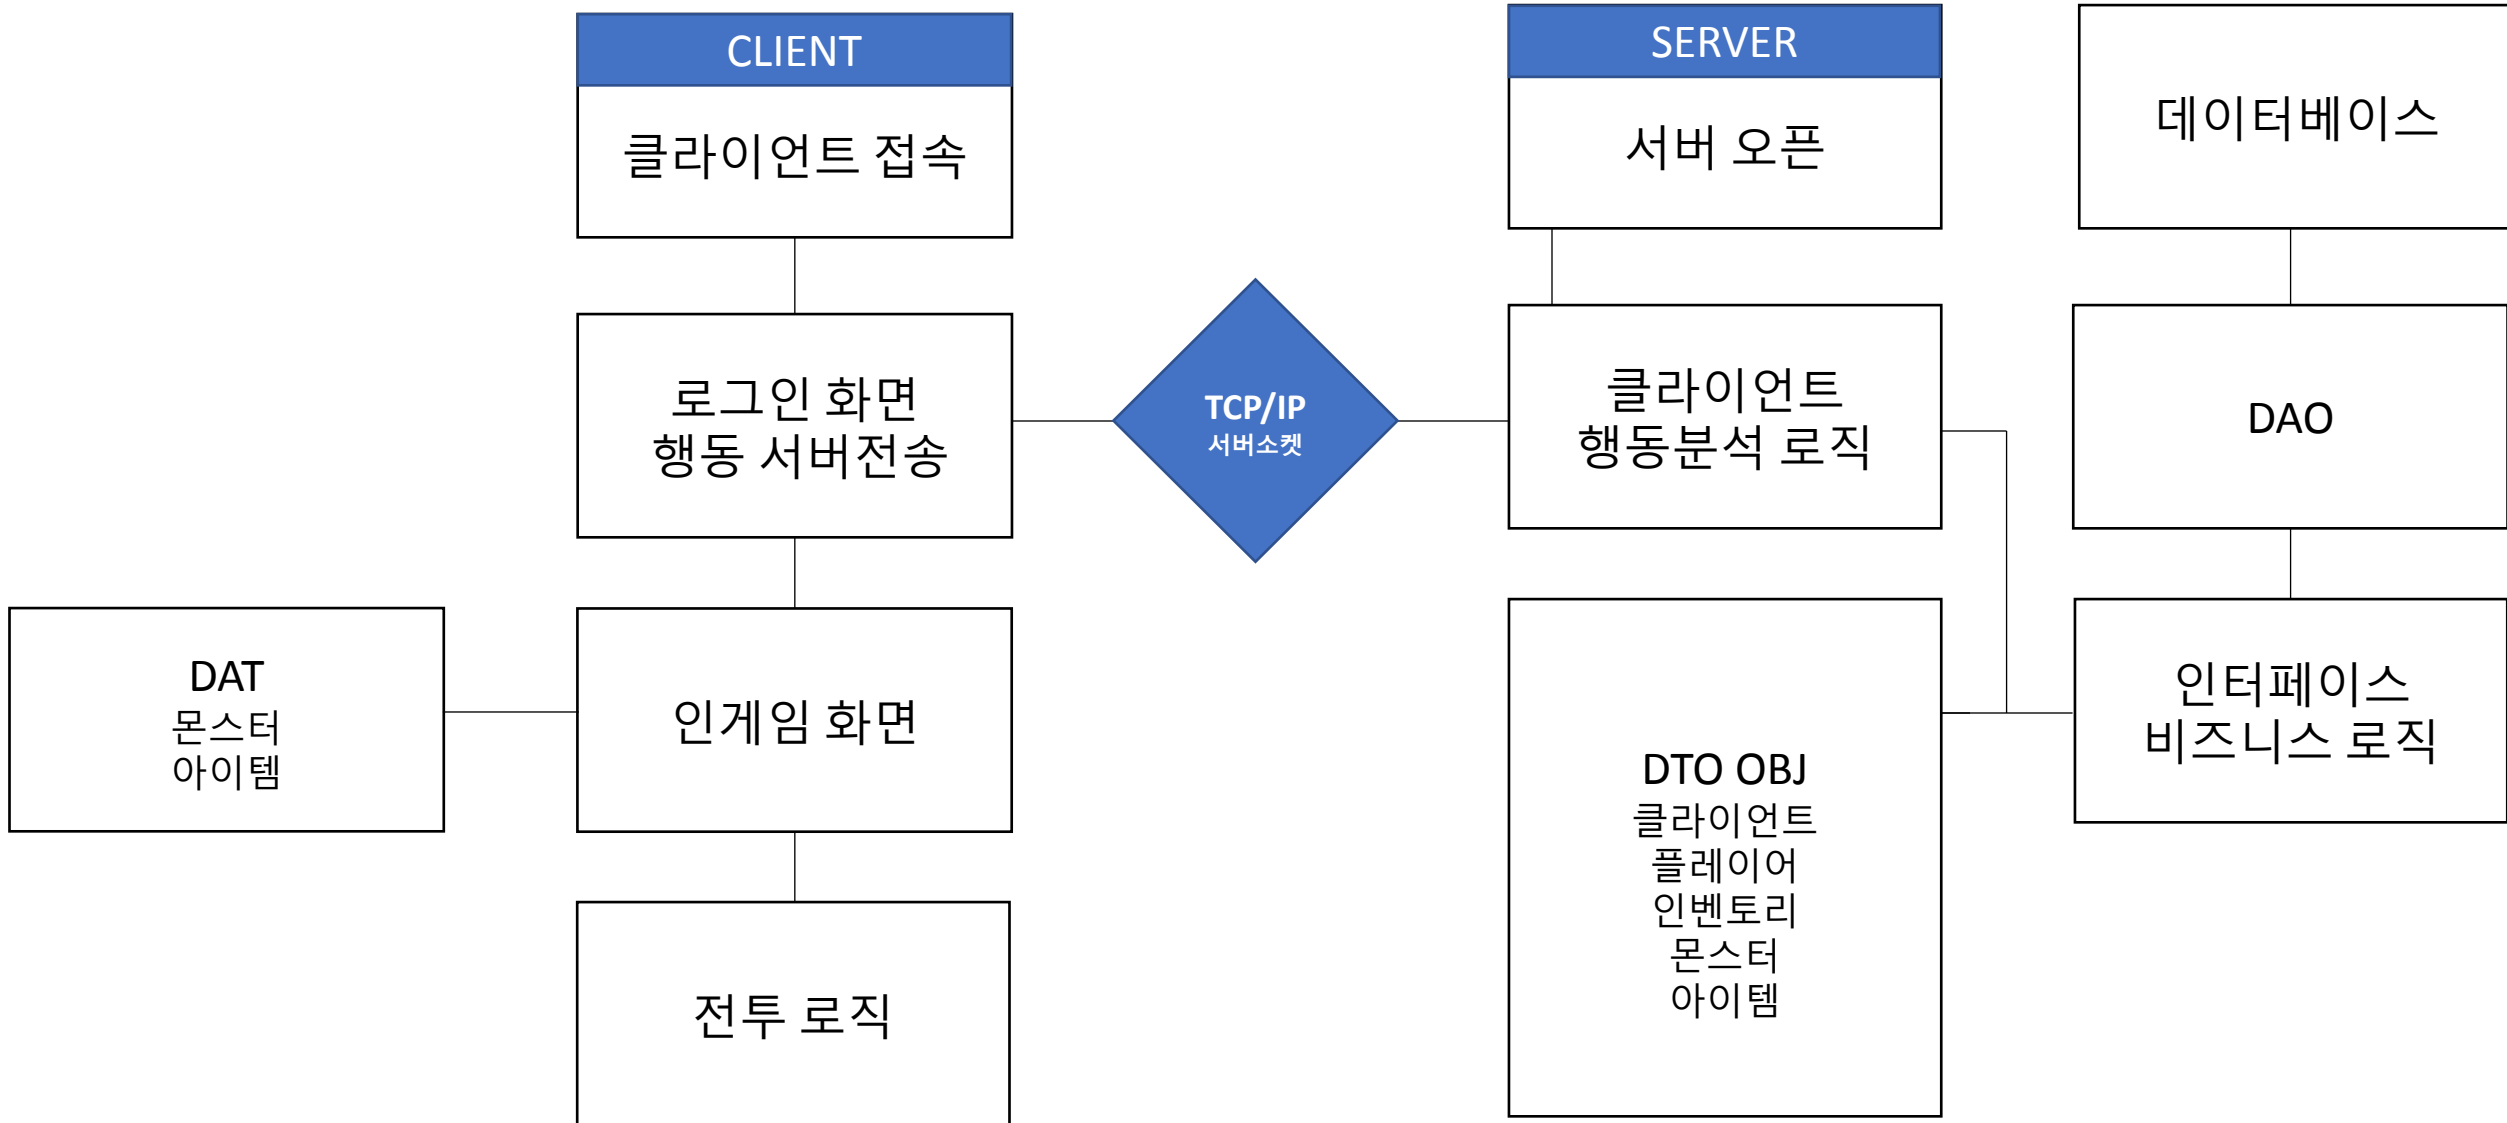 CLIENT
클라이언트 접속
로그인 화면
행동 서버전송
DAT
몬스터
아이템
인게임 화면
전투 로직
TCP/IP
서버소켓
SERVER
서버 오픈
클라이언트
행동분석 로직
DTO OBJ
클라이언트
플레이어
인벤토리
몬스터
아이템
데이터베이스
DAO
인터페이스
비즈니스 로직